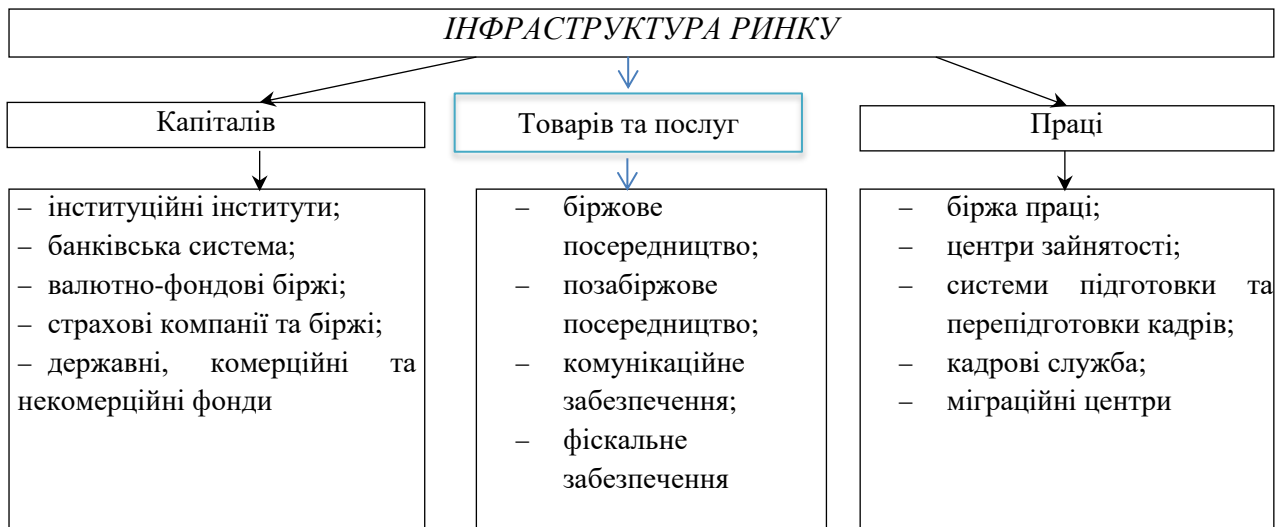 ІНФРАСТРУКТУРА РИНКУ
Капіталів
– інституційні інститути;
– банківська система;
– валютно-фондові біржі;
– страхові компанії та біржі;
– державні, комерційні та
некомерційні фонди
Товарів та послуг
– біржове
посередництво;
– позабіржове
посередництво;
– комунікаційне
забезпечення;
– фіскальне
забезпечення
Праці
– біржа праці;
– центри зайнятості;
– системи підготовки та
перепідготовки кадрів;
– кадрові служба;
– міграційні центри